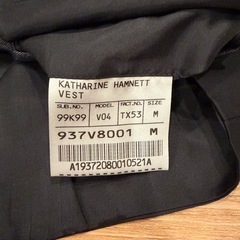 KATHARINE HAMNETT
VEST
SUB.NO. MODEL FACT.NO. SIZE
99K99 V04 TX53 M
937V8001 M
A19372080010521A